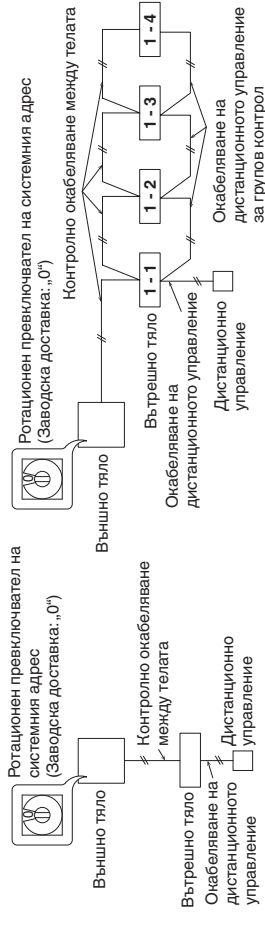 Ротационен превключвател на
системния адрес
(Заводска доставка: „0“)
Външно тяло
Контролно окабеляване
между телата
Вътрешно тяло
Окабеляване на
дистанционното
управление
Дистанционно
управление
Ротационен превключвател на системния адрес
(Заводска доставка: „0“)
Външно тяло
Контролно окабеляване между телата
1 - 1
1 - 2
1 - 3
1 - 4
Вътрешно тяло
Окабеляване на
дистанционното управление
Дистанционно
управление
Окабеляване на
дистанционното управление
за групов контрол